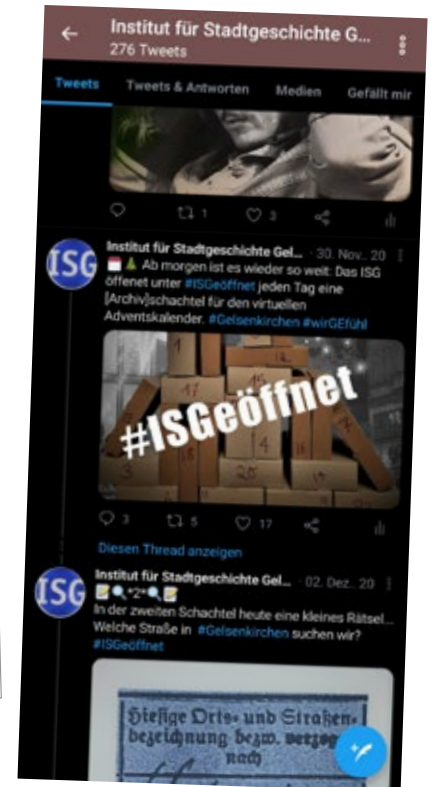 Institut für Stadtgeschichte G...
276 Tweets
Tweets Tweets & Antworten Medien Gefällt mir
1 3
ISG
Institut für Stadtgeschichte Gel... · 30. Nov.. 20
Ab morgen ist es wieder so weit: Das ISG
öffenet unter #ISGeöffnet jeden Tag eine
[Archiv]schachtel für den virtuellen
Adventskalender. #Gelsenkirchen #wirGEfühl
#ISGeöffnet
3 5 17
Diesen Thread anzeigen
ISG
Institut für Stadtgeschichte Gel... · 02. Dez.. 20
*2*
In der zweiten Schachtel heute eine kleines Rätsel...
Welche Straße in #Gelsenkirchen suchen wir?
#ISGeöffnet
Hiesige Orts- und Straßen-
bezeichnung bezw. verzog
nach